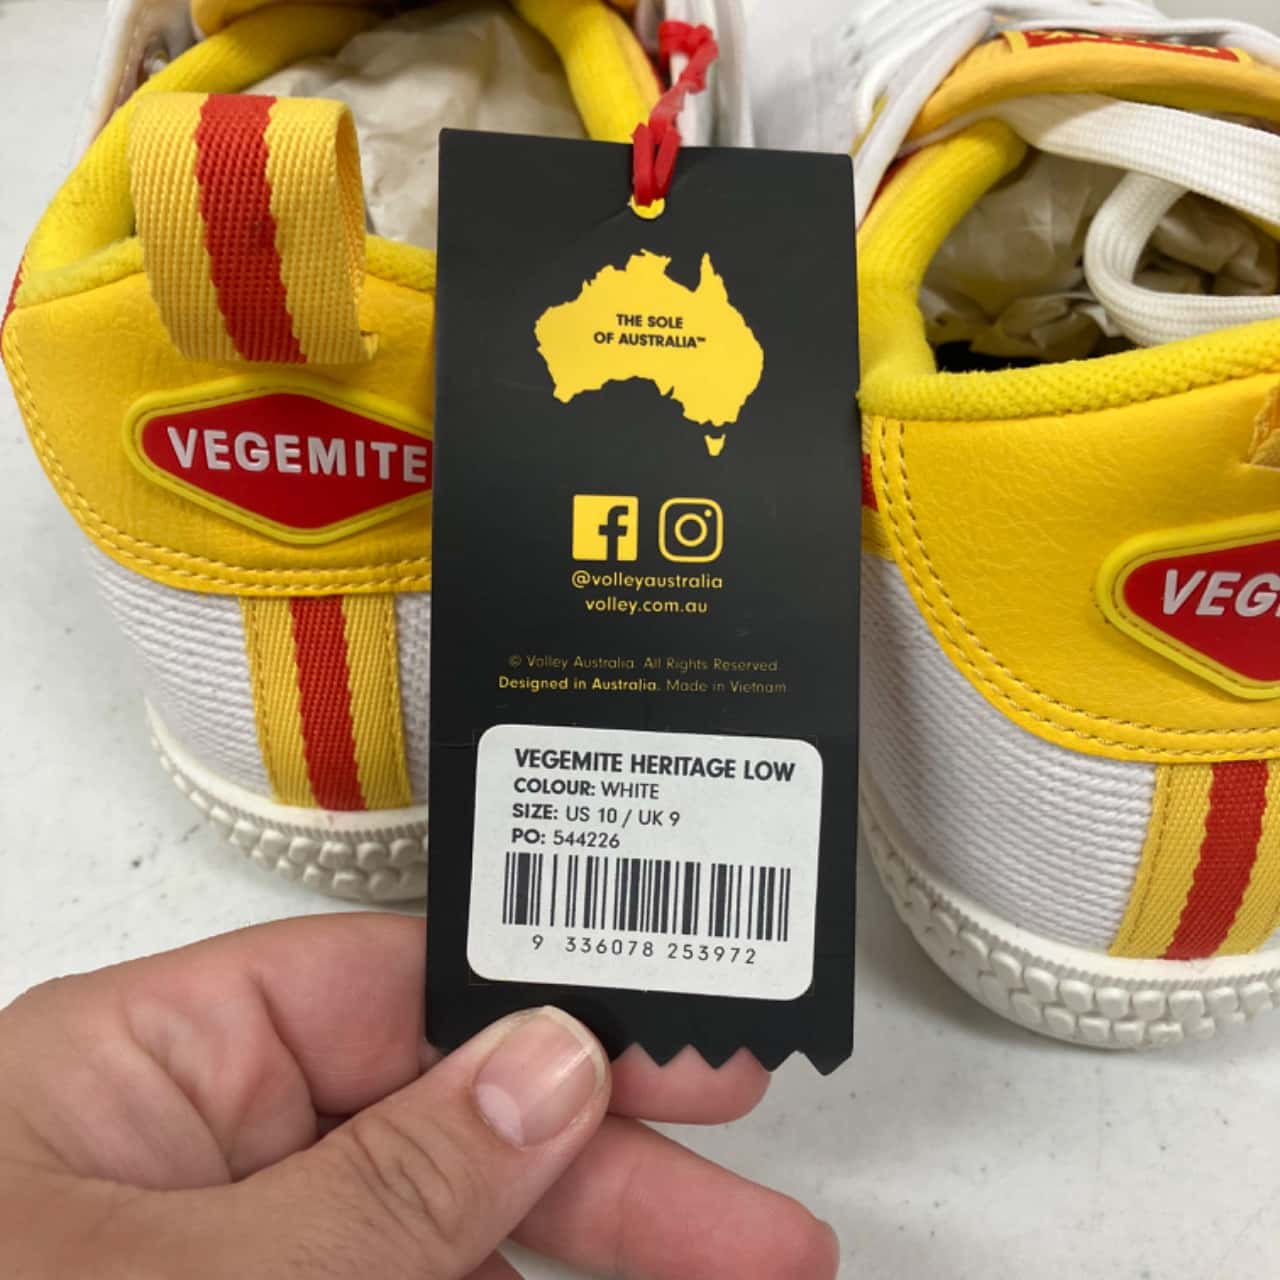 THE SOLE
OF AUSTRALIA™
VEGEMITE
@volleyaustralia
volley.com.au
VEG
© Volley Australia. All Rights Reserved.
Designed in Australia. Made in Vietnam
VEGEMITE HERITAGE LOW
COLOUR: WHITE
SIZE: US 10 / UK 9
PO: 544226
9 336078 253972